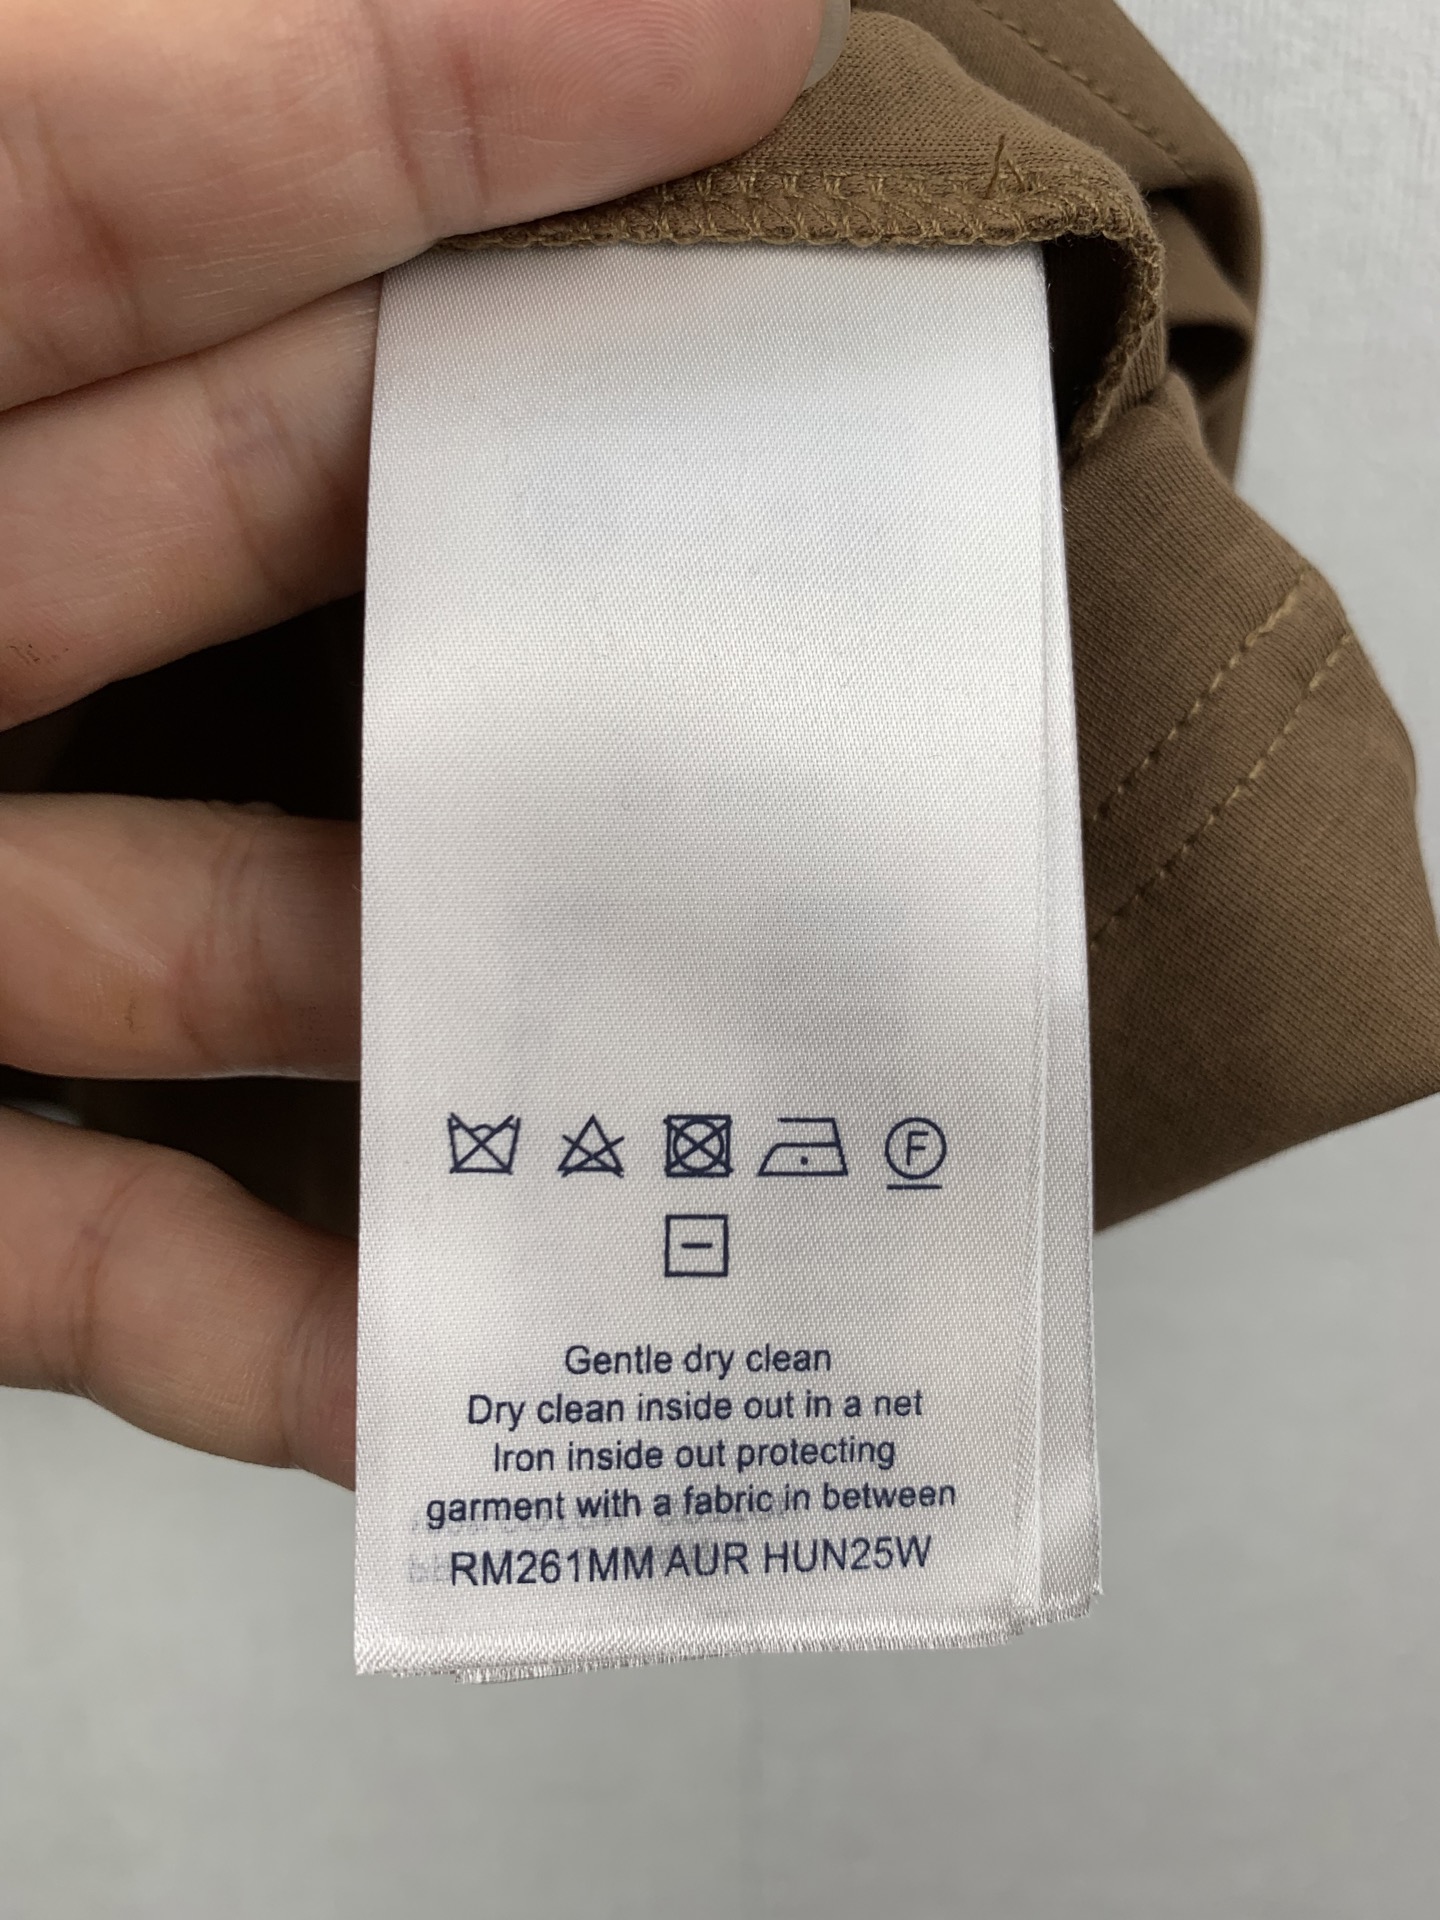 F
Gentle dry clean
Dry clean inside out in a net
Iron inside out protecting
garment with a fabric in between
RM261MM AUR HUN25W